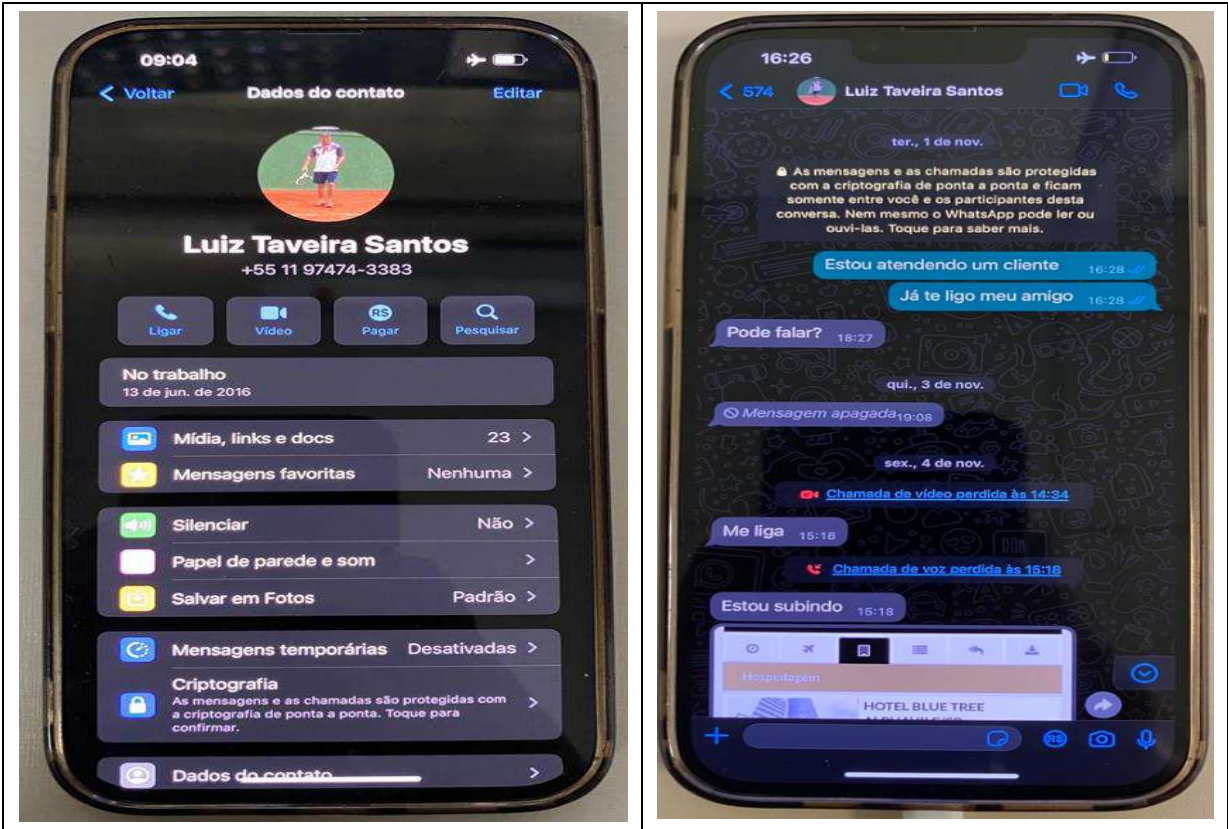 09:04
Voltar Dados do contato Editar
Luiz Taveira Santos
+55 11 97474-3383
Ligar Vídeo R$ Pagar Pesquisar
No trabalho
13 de jun. de 2016
Mídia, links e docs 23
Mensagens favoritas Nenhuma
Silenciar Não
Papel de parede e som
Salvar em Fotos Padrão
Mensagens temporárias Desativadas
Criptografia
As mensagens e as chamadas são protegidas com
a criptografia de ponta a ponta. Toque para
confirmar.
Dados do contato
16:26
574 Luiz Taveira Santos
ter., 1 de nov.
As mensagens e as chamadas são protegidas
com a criptografia de ponta a ponta e ficam
somente entre você e os participantes desta
conversa. Nem mesmo o WhatsApp pode ler ou
ouvi-las. Toque para saber mais.
Estou atendendo um cliente 16:28
Já te ligo meu amigo 16:28
Pode falar? 18:27
qui., 3 de nov.
Mensagem apagada 19:08
sex., 4 de nov.
Chamada de vídeo perdida às 14:34
Me liga 15:18
Chamada de voz perdida às 15:18
Estou subindo 15:18
Hospedagem
HOTEL BLUE TREE
R$